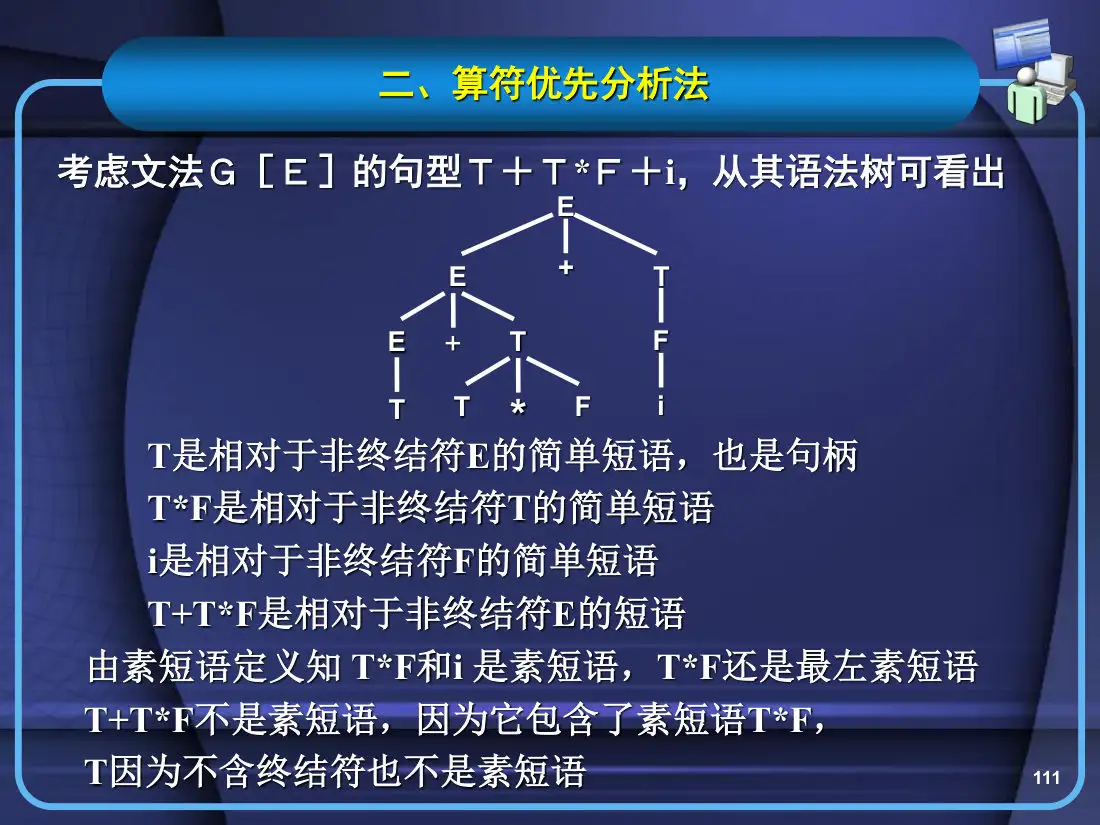 二、算符优先分析法
考虑文法Ｇ［Ｅ］的句型Ｔ＋Ｔ*Ｆ＋i，从其语法树可看出
E
E + T
E + T F
T T * F i
T是相对于非终结符E的简单短语，也是句柄
T*F是相对于非终结符T的简单短语
i是相对于非终结符F的简单短语
T+T*F是相对于非终结符E的短语
由素短语定义知 T*F和i 是素短语，T*F还是最左素短语
T+T*F不是素短语，因为它包含了素短语T*F，
T因为不含终结符也不是素短语
111